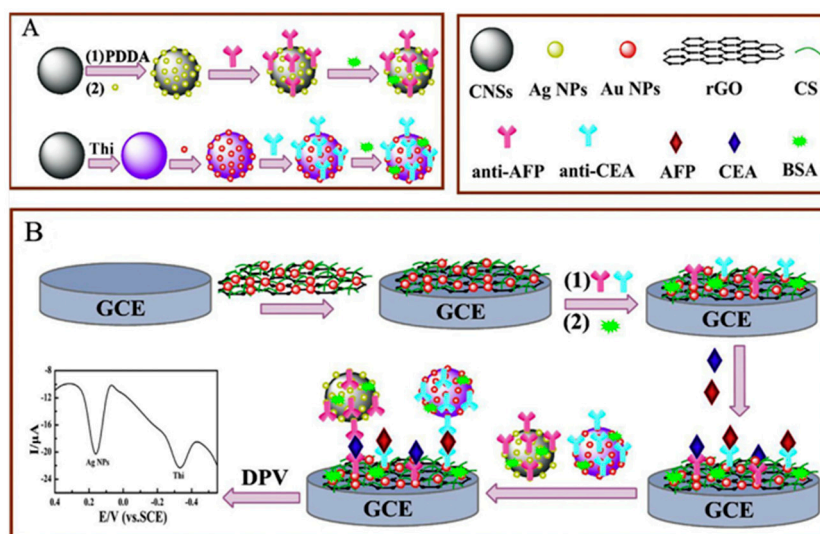 A
(1)PDDA
(2)
Thi
CNSs Ag NPs Au NPs rGO CS
anti-AFP anti-CEA AFP CEA BSA
B
GCE
GCE
(1)
(2)
GCE
-8
-12
-16
-20
-24
I/μA
Ag NPs
Thi
0.4 0.2 0.0 -0.2 -0.4
E/V (vs.SCE)
DPV
GCE
GCE